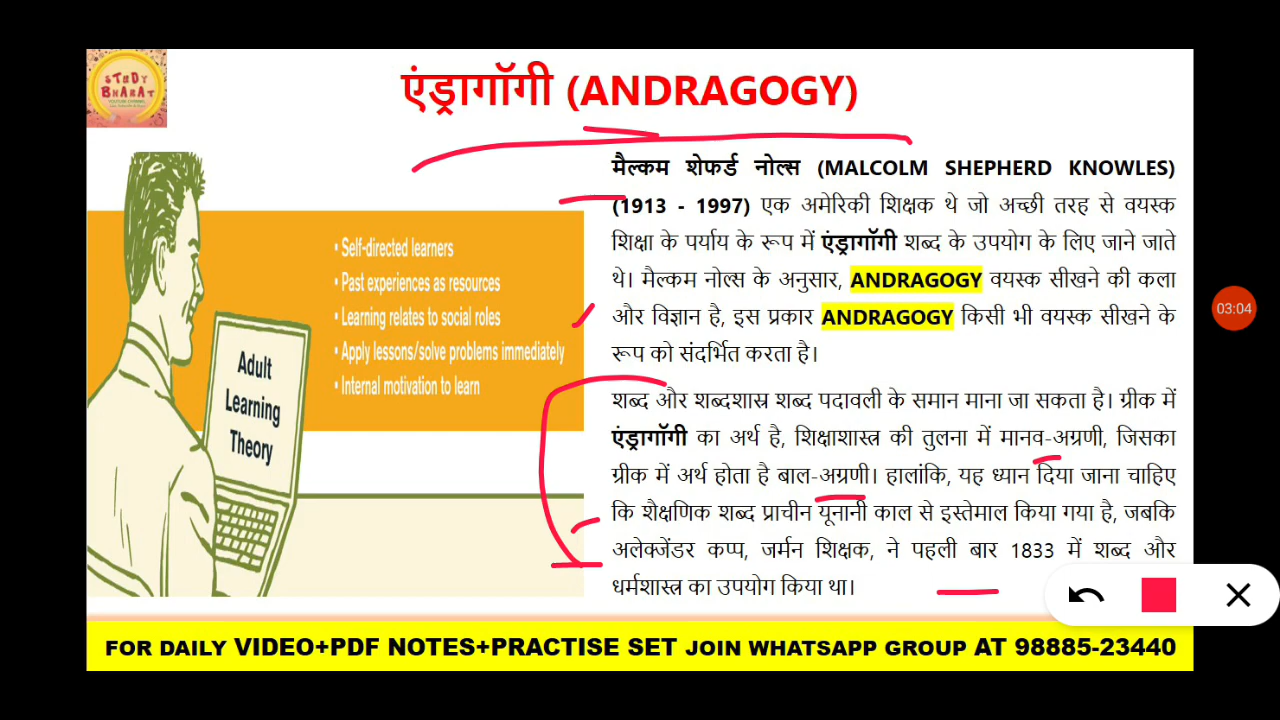 STUDY
BHARAT
एंड्रागॉगी (ANDRAGOGY)
• Self-directed learners
• Past experiences as resources
• Learning relates to social roles
• Apply lessons/solve problems immediately
• Internal motivation to learn
Adult
Learning
Theory
मैल्कम शेफर्ड नोल्स (MALCOLM SHEPHERD KNOWLES)
(1913 - 1997) एक अमेरिकी शिक्षक थे जो अच्छी तरह से वयस्क
शिक्षा के पर्याय के रूप में एंड्रागॉगी शब्द के उपयोग के लिए जाने जाते
थे। मैल्कम नोल्स के अनुसार, ANDRAGOGY वयस्क सीखने की कला
और विज्ञान है, इस प्रकार ANDRAGOGY किसी भी वयस्क सीखने के
रूप को संदर्भित करता है।
शब्द और शब्दशास्त्र शब्द पदावली के समान माना जा सकता है। ग्रीक में
एंड्रागॉगी का अर्थ है, शिक्षाशास्त्र की तुलना में मानव-अग्रणी, जिसका
ग्रीक में अर्थ होता है बाल-अग्रणी। हालांकि, यह ध्यान दिया जाना चाहिए
कि शैक्षणिक शब्द प्राचीन यूनानी काल से इस्तेमाल किया गया है, जबकि
अलेक्जेंडर कप्प, जर्मन शिक्षक, ने पहली बार 1833 में शब्द और
धर्मशास्त्र का उपयोग किया था।
03:04
FOR DAILY VIDEO+PDF NOTES+PRACTISE SET JOIN WHATSAPP GROUP AT 98885-23440